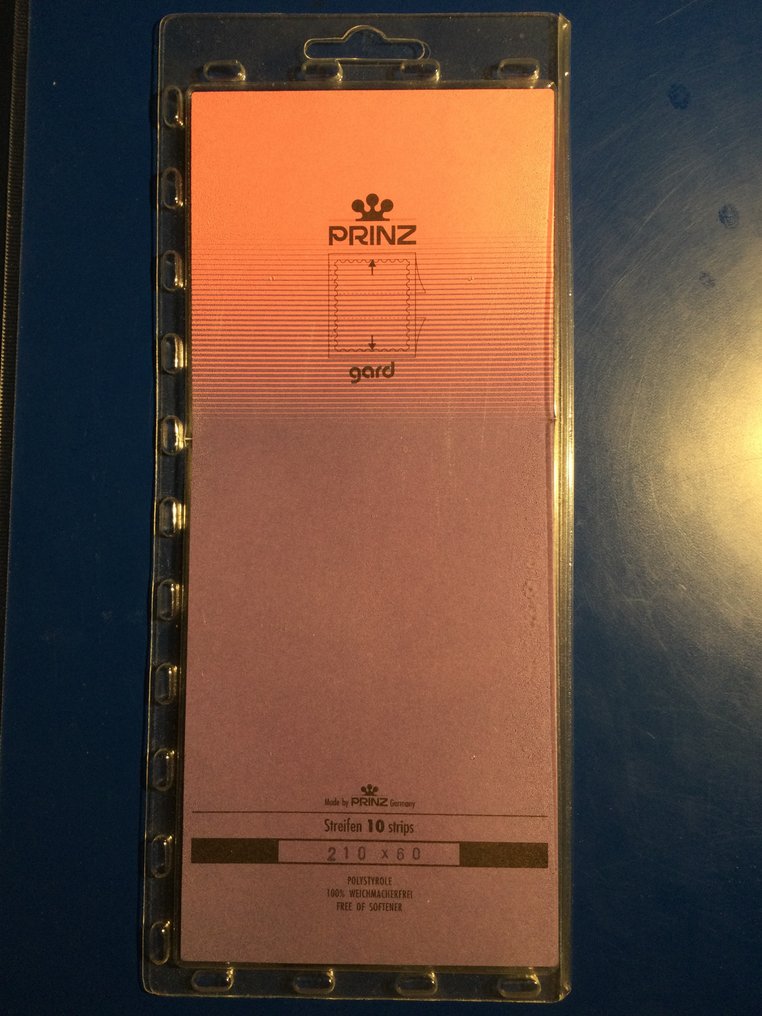 PRINZ
gard
Made by PRINZ Germany
Streifen 10 strips
210 x 60
POLYSTYROLE
100% WEICHMACHERFREI
FREE OF SOFTENER